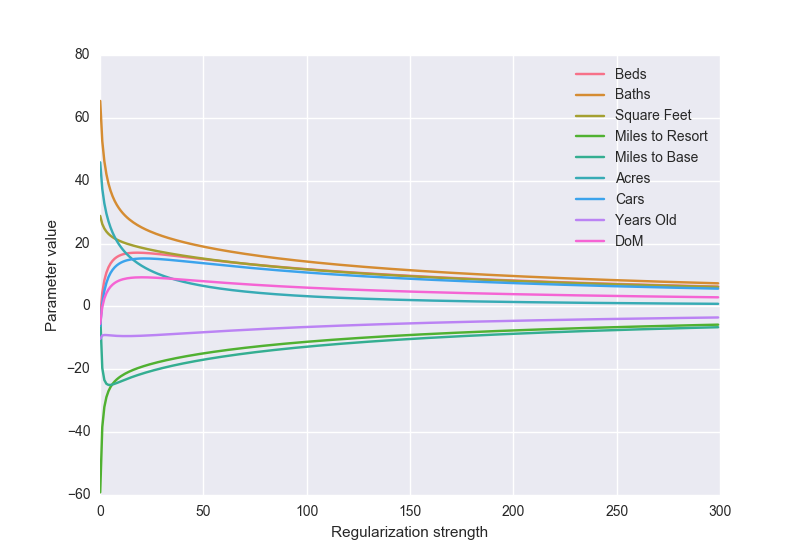 80
60
40
20
0
−20
−40
−60
Parameter value
0 50 100 150 200 250 300
Regularization strength
Beds
Baths
Square Feet
Miles to Resort
Miles to Base
Acres
Cars
Years Old
DoM